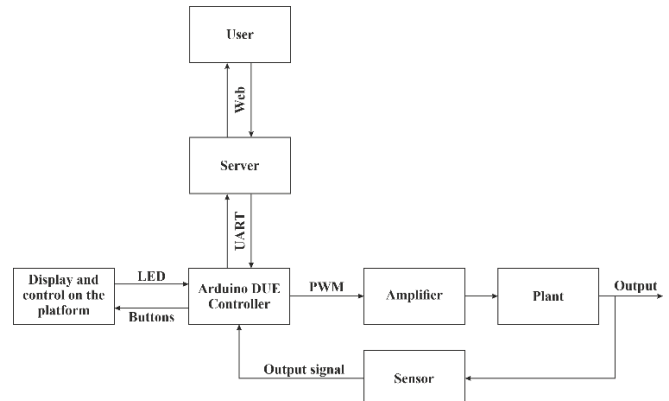 User
Web
Server
UART
Display and
control on the
platform
LED
Buttons
Arduino DUE
Controller
PWM
Amplifier
Plant
Output
Output signal
Sensor